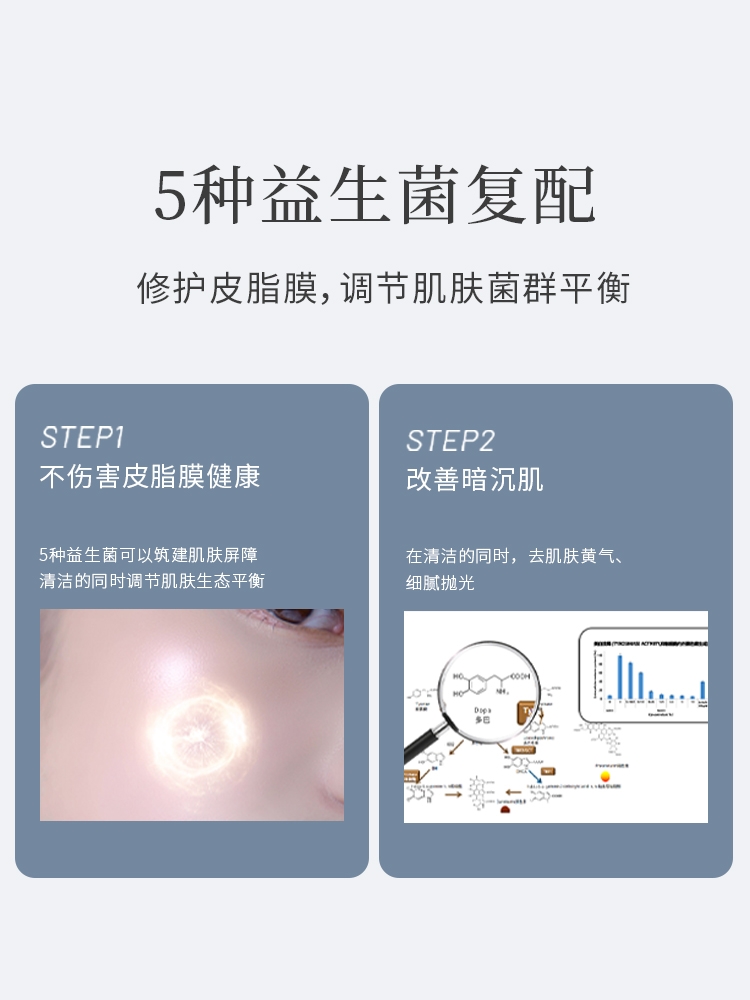 5种益生菌复配
修护皮脂膜，调节肌肤菌群平衡
STEP1
不伤害皮脂膜健康
5种益生菌可以筑建肌肤屏障
清洁的同时调节肌肤生态平衡
STEP2
改善暗沉肌
在清洁的同时，去肌肤黄气、
细腻抛光
HO
HO
COOH
NH₂
Dopa
多巴